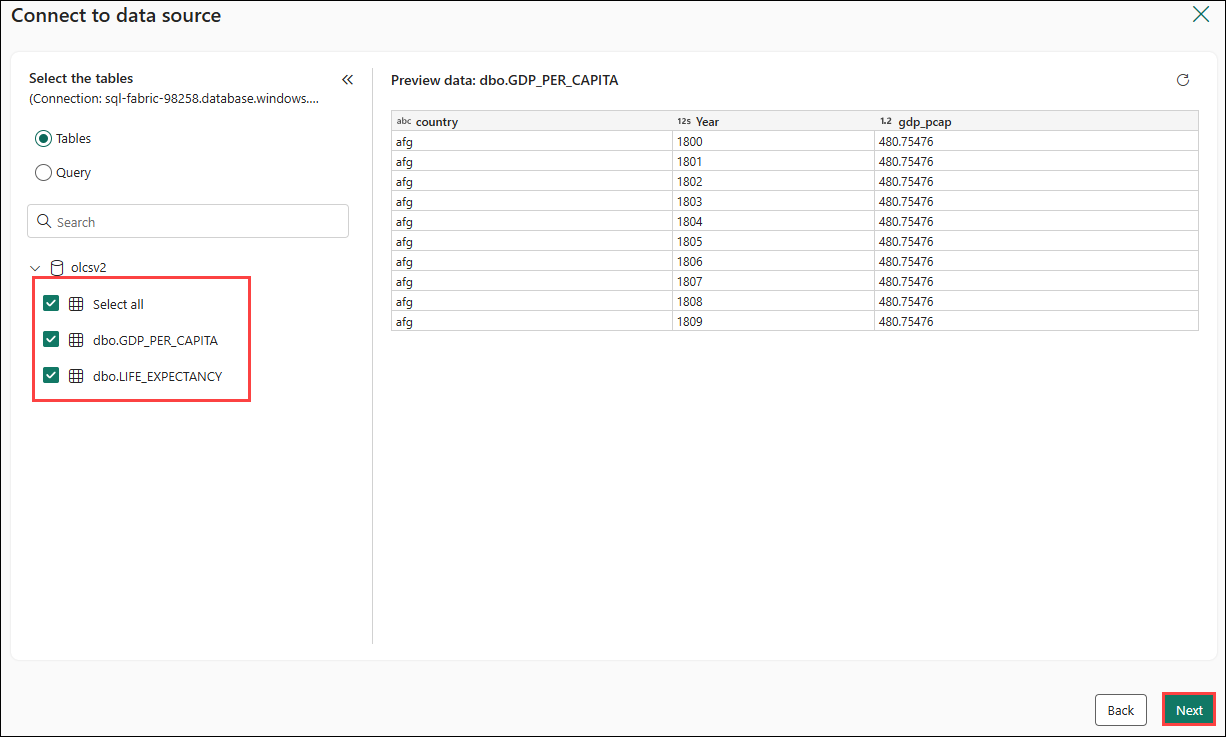 Connect to data source
Select the tables
(Connection: sql-fabric-98258.database.windows....
Tables
Query
Search
olcsv2
Select all
dbo.GDP_PER_CAPITA
dbo.LIFE_EXPECTANCY
Preview data: dbo.GDP_PER_CAPITA
abc country 123 Year 1.2 gdp_pcap
afg 1800 480.75476
afg 1801 480.75476
afg 1802 480.75476
afg 1803 480.75476
afg 1804 480.75476
afg 1805 480.75476
afg 1806 480.75476
afg 1807 480.75476
afg 1808 480.75476
afg 1809 480.75476
Back
Next